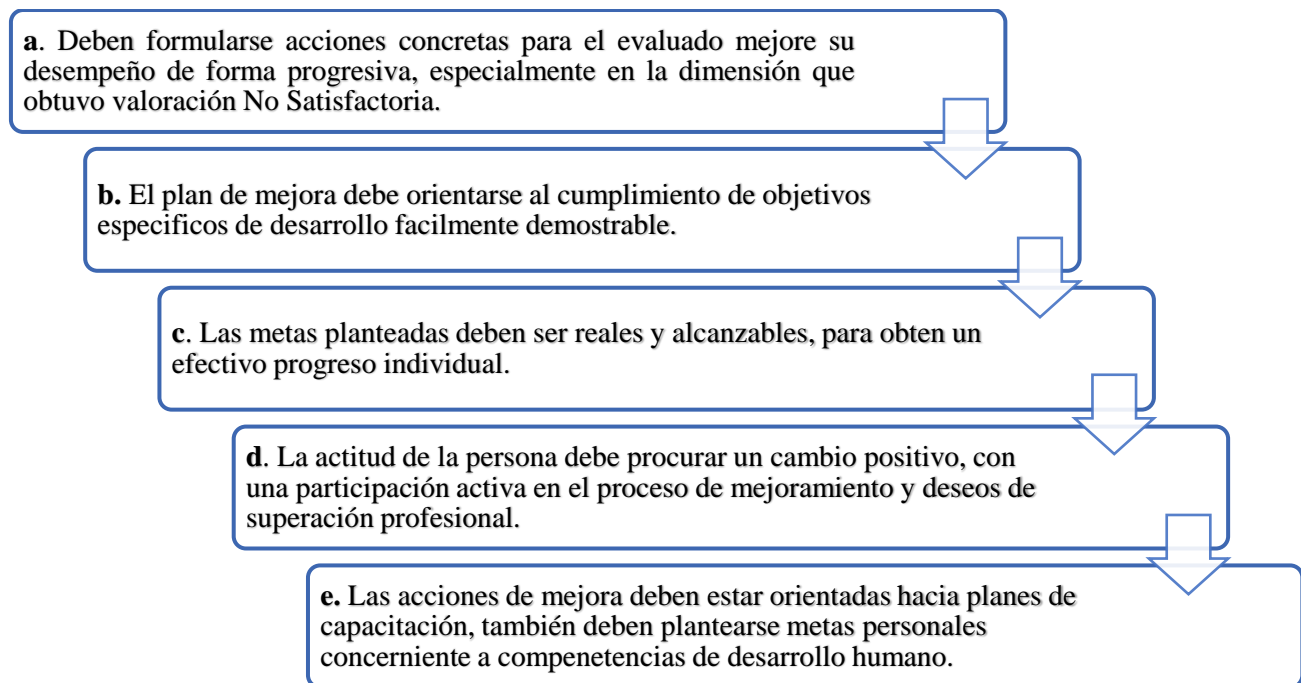 a. Deben formularse acciones concretas para el evaluado mejore su
desempeño de forma progresiva, especialmente en la dimensión que
obtuvo valoración No Satisfactoria.
b. El plan de mejora debe orientarse al cumplimiento de objetivos
especificos de desarrollo facilmente demostrable.
c. Las metas planteadas deben ser reales y alcanzables, para obten un
efectivo progreso individual.
d. La actitud de la persona debe procurar un cambio positivo, con
una participación activa en el proceso de mejoramiento y deseos de
superación profesional.
e. Las acciones de mejora deben estar orientadas hacia planes de
capacitación, también deben plantearse metas personales
concerniente a compenetencias de desarrollo humano.